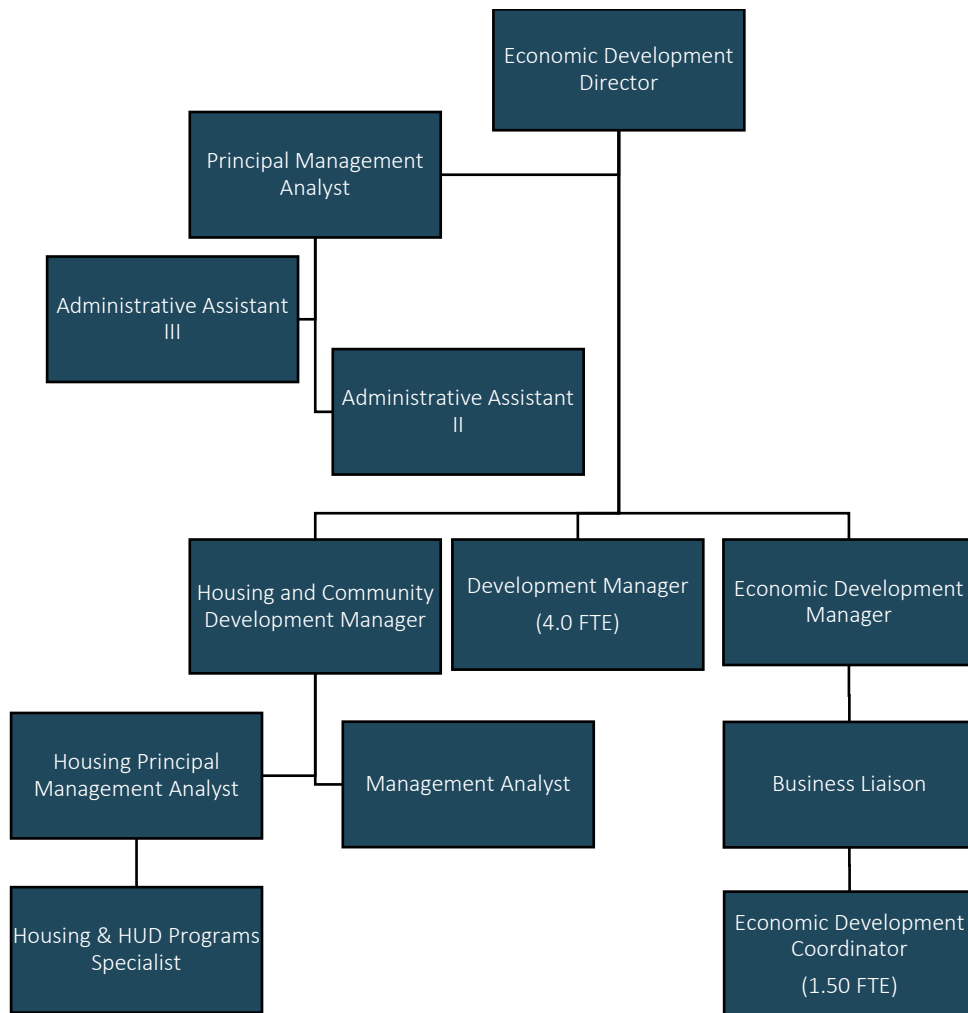 Economic Development
Director
Principal Management
Analyst
Administrative Assistant
III
Administrative Assistant
II
Housing and Community
Development Manager
Development Manager
(4.0 FTE)
Economic Development
Manager
Housing Principal
Management Analyst
Management Analyst
Business Liaison
Housing & HUD Programs
Specialist
Economic Development
Coordinator
(1.50 FTE)